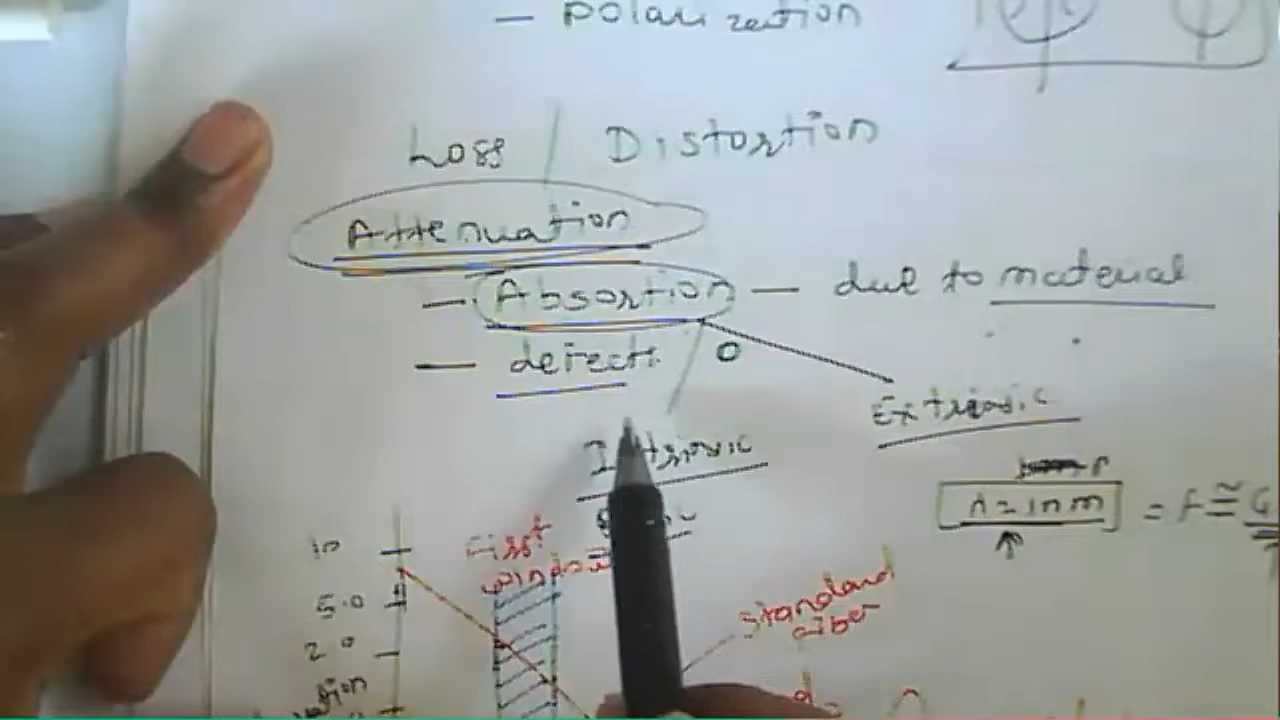 — polarization
Loss / Distortion
Attenuation
— Absortion — due to material
— defects
Extrinsic
Intrinsic
λ = 1nm = f ≅ G
10
First
window
5.0
2.0
Standard
fiber